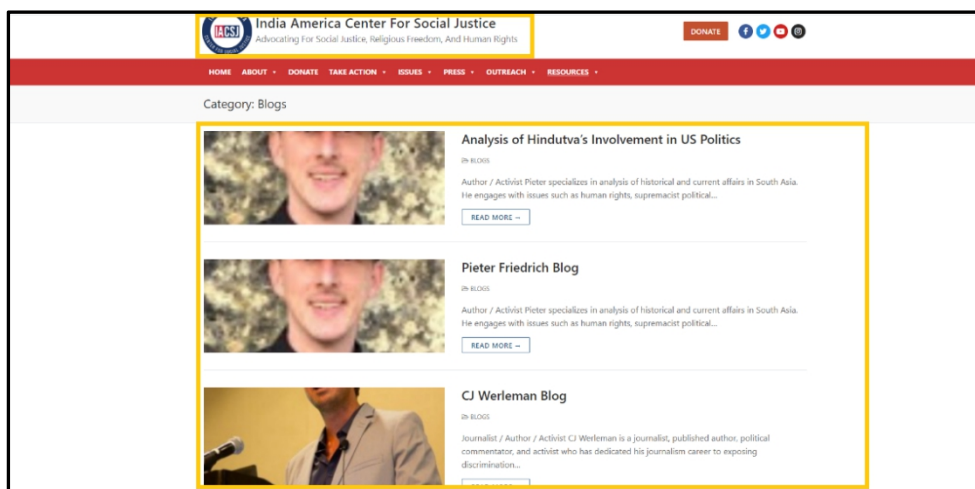 IACSJ
India America Center For Social Justice
Advocating For Social Justice, Religious Freedom, And Human Rights
DONATE
HOME ABOUT DONATE TAKE ACTION ISSUES PRESS OUTREACH RESOURCES
Category: Blogs
Analysis of Hindutva's Involvement in US Politics
BLOGS
Author / Activist Pieter specializes in analysis of historical and current affairs in South Asia.
He engages with issues such as human rights, supremacist political...
READ MORE →
Pieter Friedrich Blog
BLOGS
Author / Activist Pieter specializes in analysis of historical and current affairs in South Asia.
He engages with issues such as human rights, supremacist political...
READ MORE →
CJ Werleman Blog
BLOGS
Journalist / Author / Activist CJ Werleman is a journalist, published author, political
commentator, and activist who has dedicated his journalism career to exposing
discrimination...